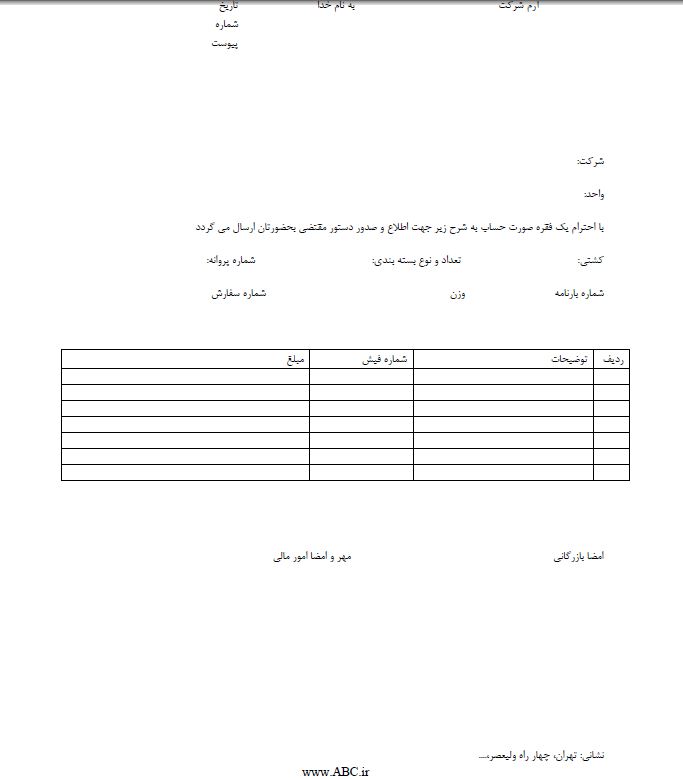 ارم شرکت به نام خدا تاریخ
شماره
پیوست
شرکت:
واحد:
با احترام یک فقره صورت حساب به شرح زیر جهت اطلاع و صدور دستور مقتضی بحضورتان ارسال می گردد
کشتی: تعداد و نوع بسته بندی: شماره پروانه:
شماره بارنامه وزن شماره سفارش
ردیف توضیحات شماره فیش مبلغ
امضا بازرگانی مهر و امضا امور مالی
نشانی: تهران، چهار راه ولیعصر،....
www.ABC.ir